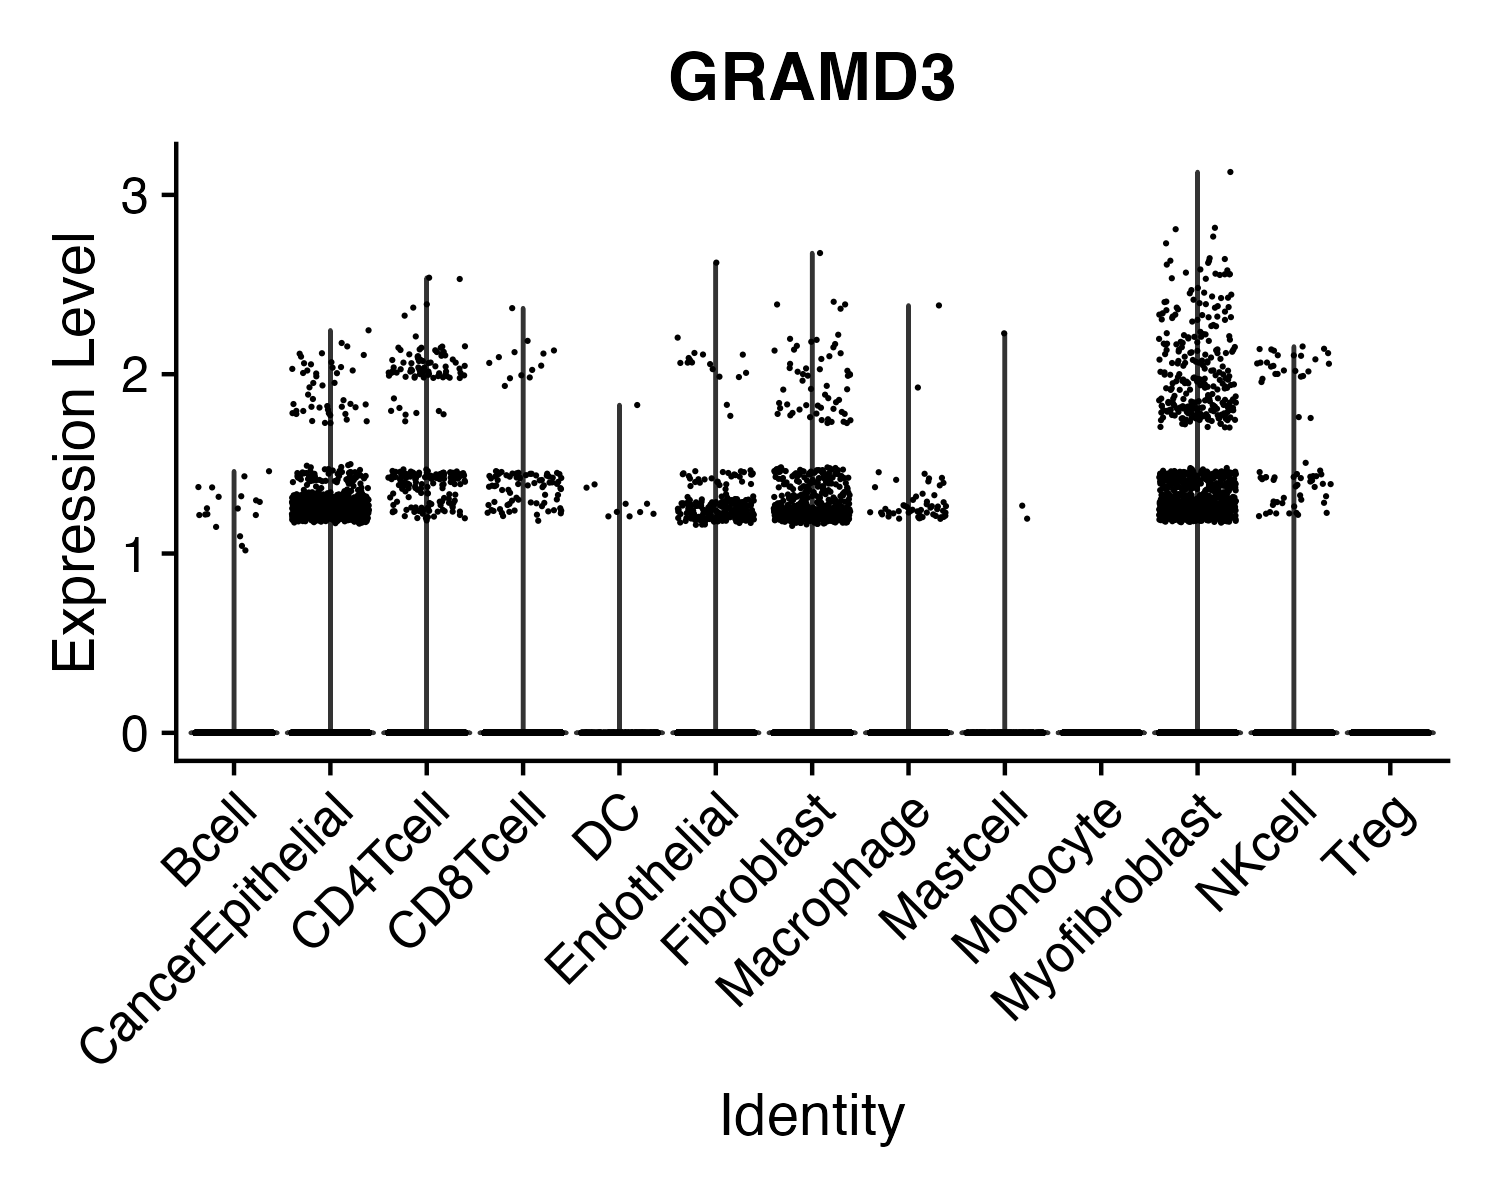 GRAMD3
Expression Level
3
2
1
0
Bcell
CancerEpithelial
CD4Tcell
CD8Tcell
DC
Endothelial
Fibroblast
Macrophage
Mastcell
Monocyte
Myofibroblast
NKcell
Treg
Identity